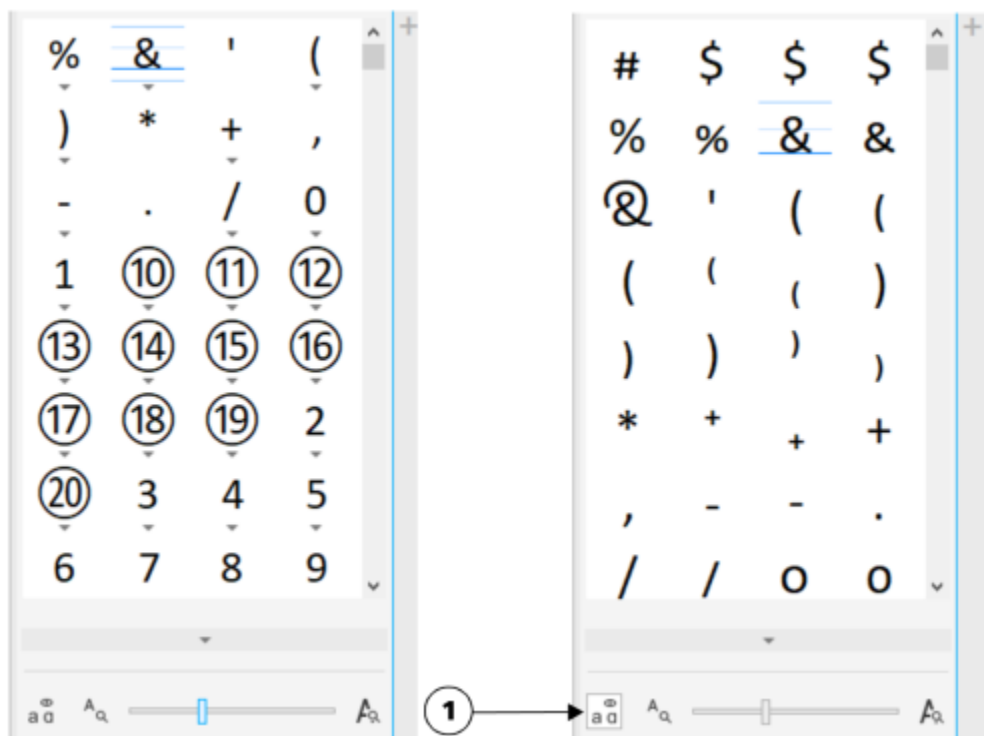 % & ' (
) * + ,
- . / 0
1 ⑩ ⑪ ⑫
⑬ ⑭ ⑮ ⑯
⑰ ⑱ ⑲ 2
⑳ 3 4 5
6 7 8 9
a a A A
# $ $ $
% % & &
& ' ( (
( ( ( )
) ) ) )
* + + +
, - - .
/ / o o
1 a a A A